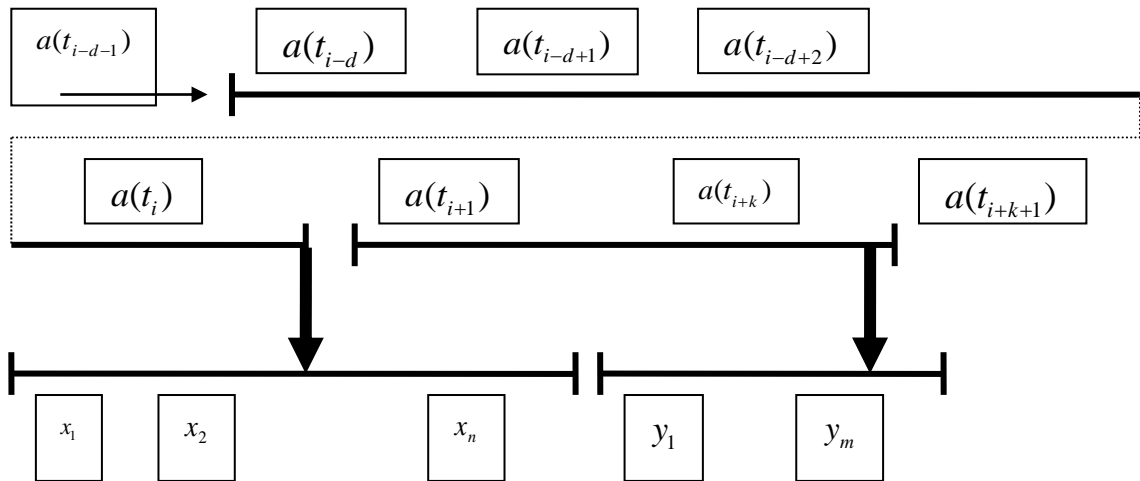 a(t_{i-d-1}) a(t_{i-d}) a(t_{i-d+1}) a(t_{i-d+2})
a(t_i) a(t_{i+1}) a(t_{i+k}) a(t_{i+k+1})
x_1 x_2 x_n y_1 y_m